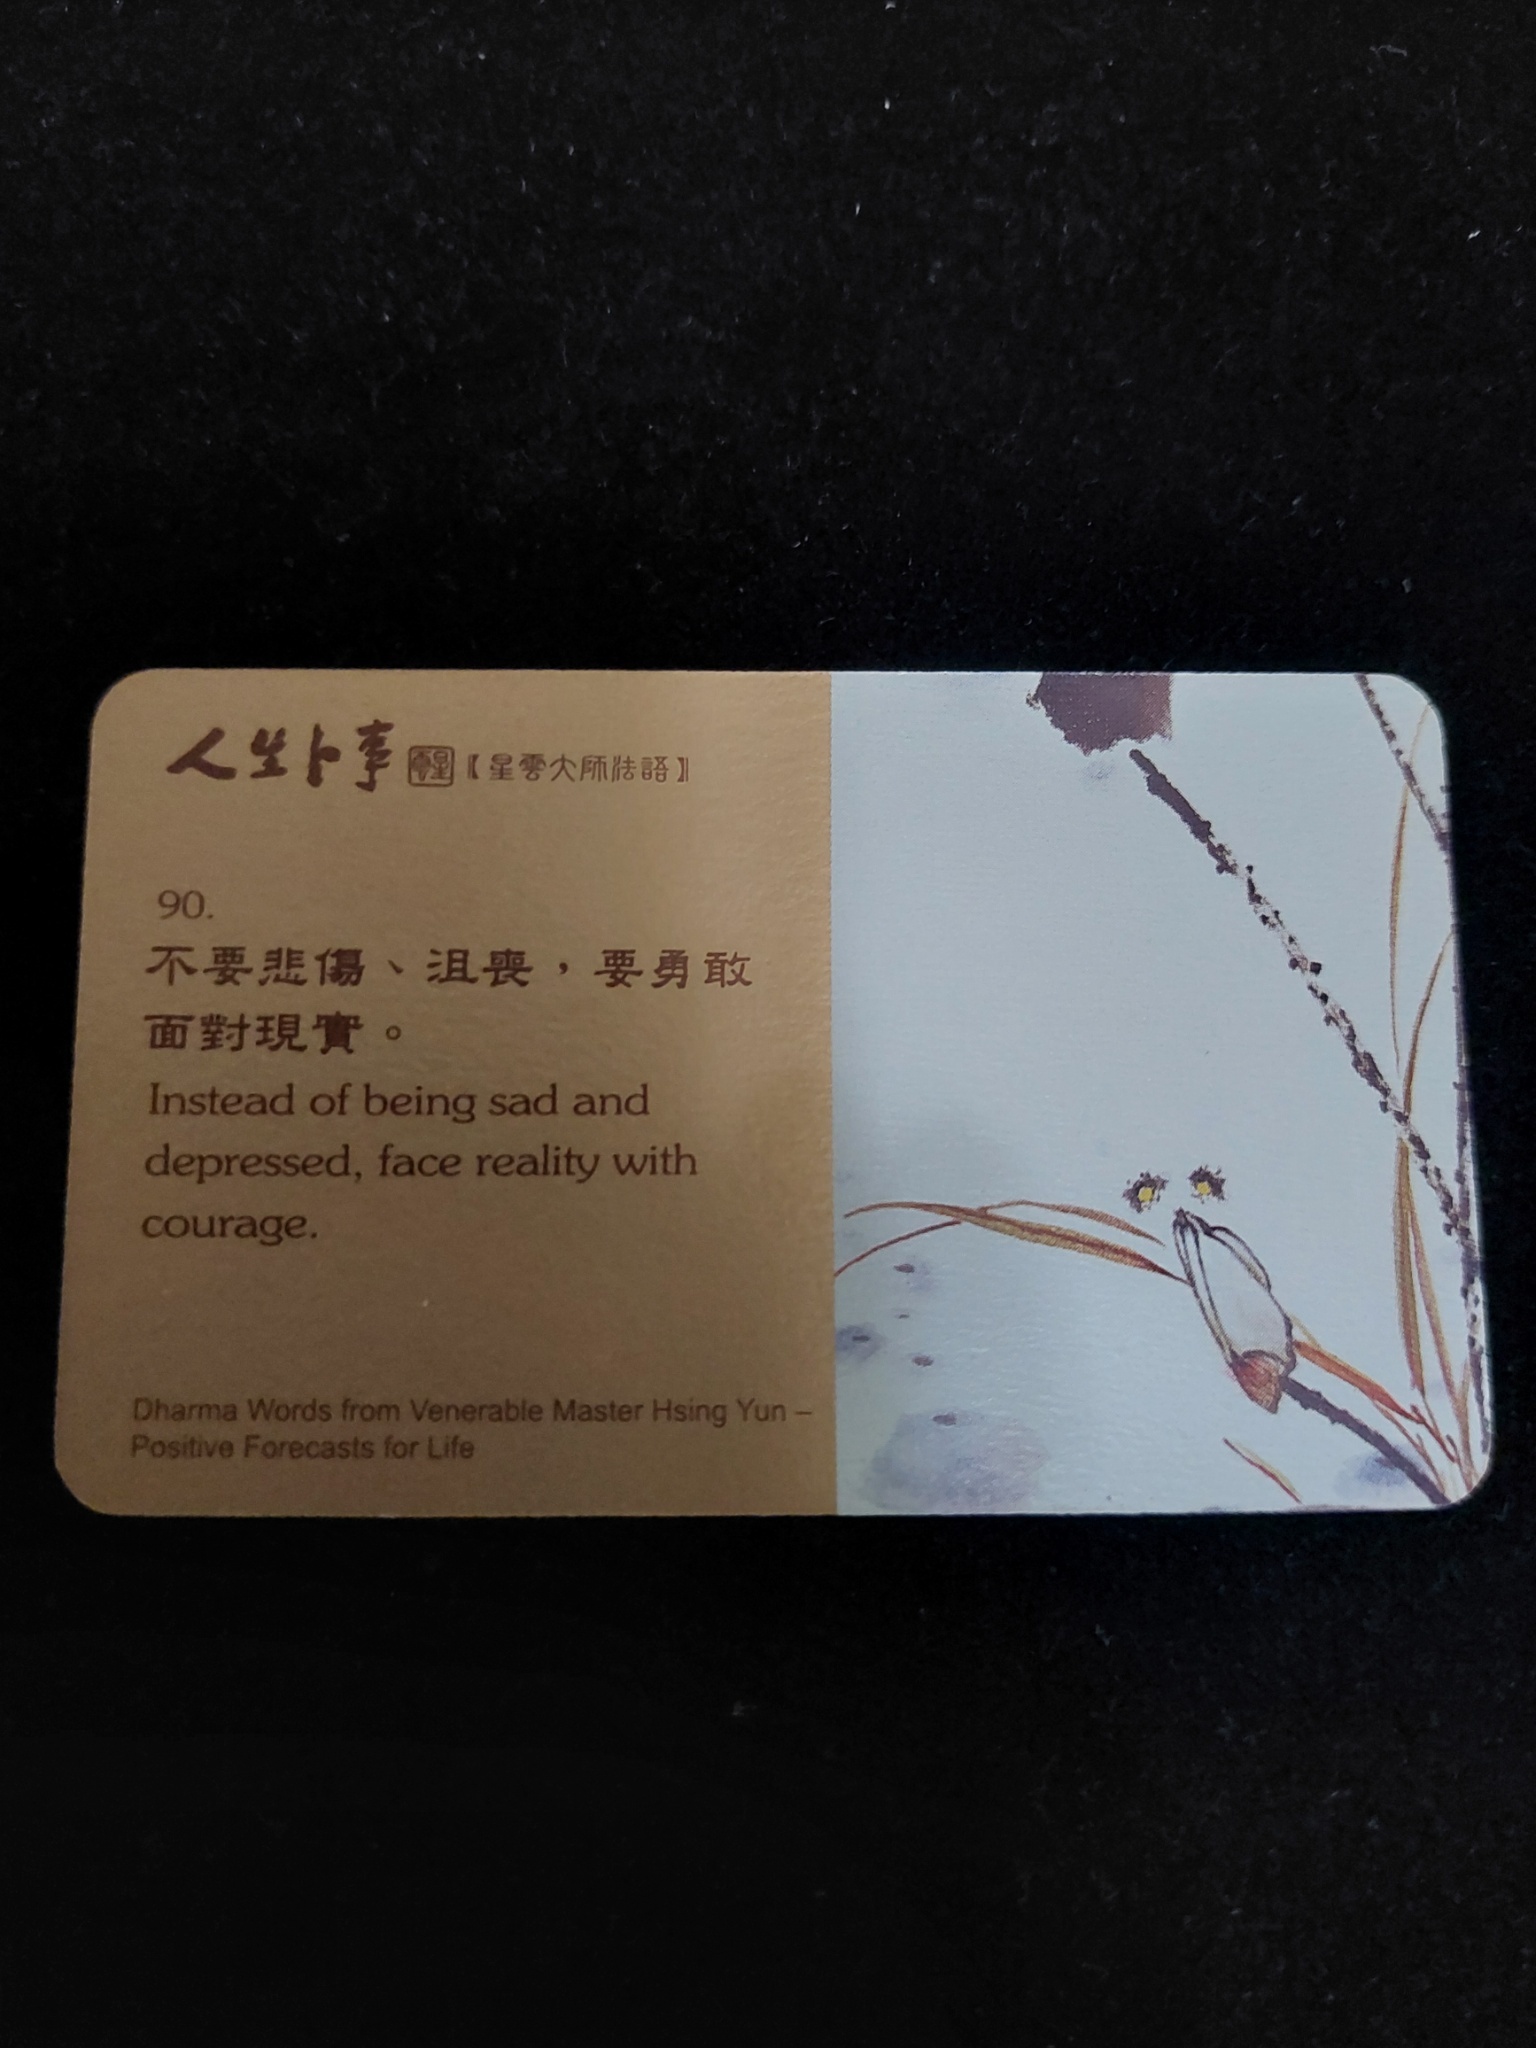 人生卜事 【星雲大師法語】
90.
不要悲傷、沮喪，要勇敢
面對現實。
Instead of being sad and
depressed, face reality with
courage.
Dharma Words from Venerable Master Hsing Yun –
Positive Forecasts for Life